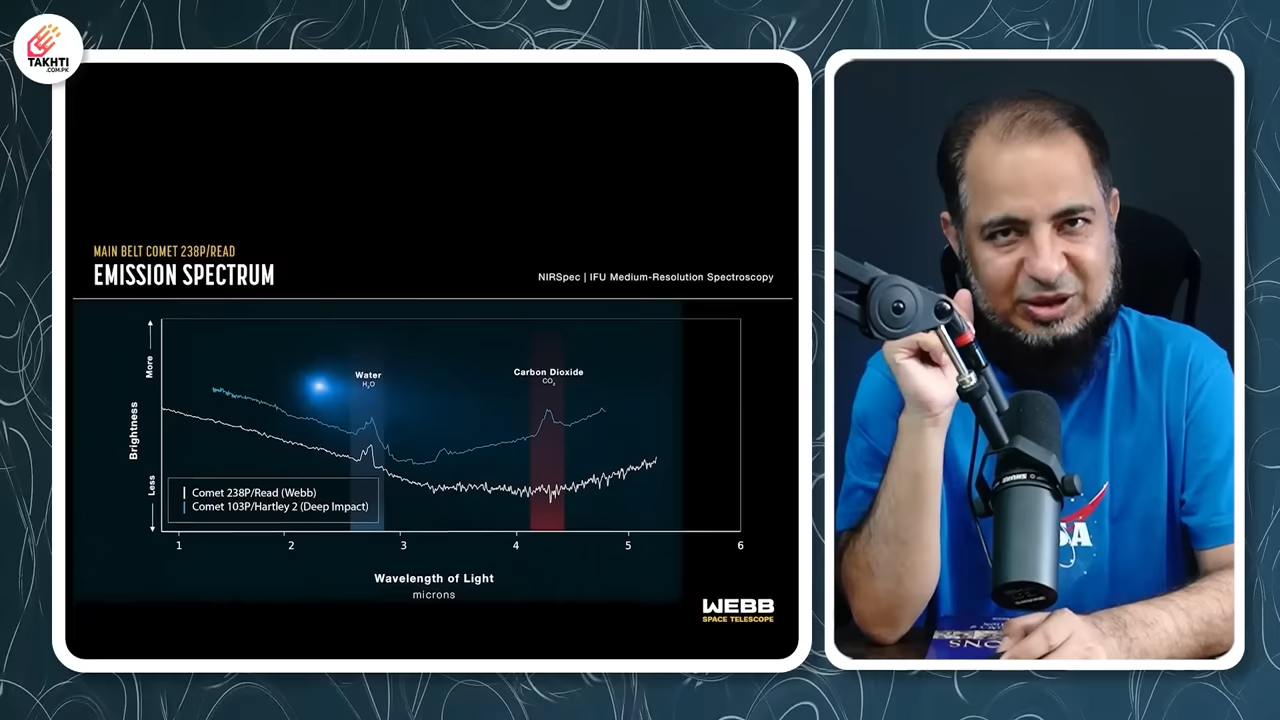 TAKHTI
.COM.PK
MAIN BELT COMET 238P/READ
EMISSION SPECTRUM
NIRSpec | IFU Medium-Resolution Spectroscopy
More
Brightness
Less
Water
H₂O
Carbon Dioxide
CO₂
Comet 238P/Read (Webb)
Comet 103P/Hartley 2 (Deep Impact)
1 2 3 4 5 6
Wavelength of Light
microns
WEBB
SPACE TELESCOPE
SHURE
SA